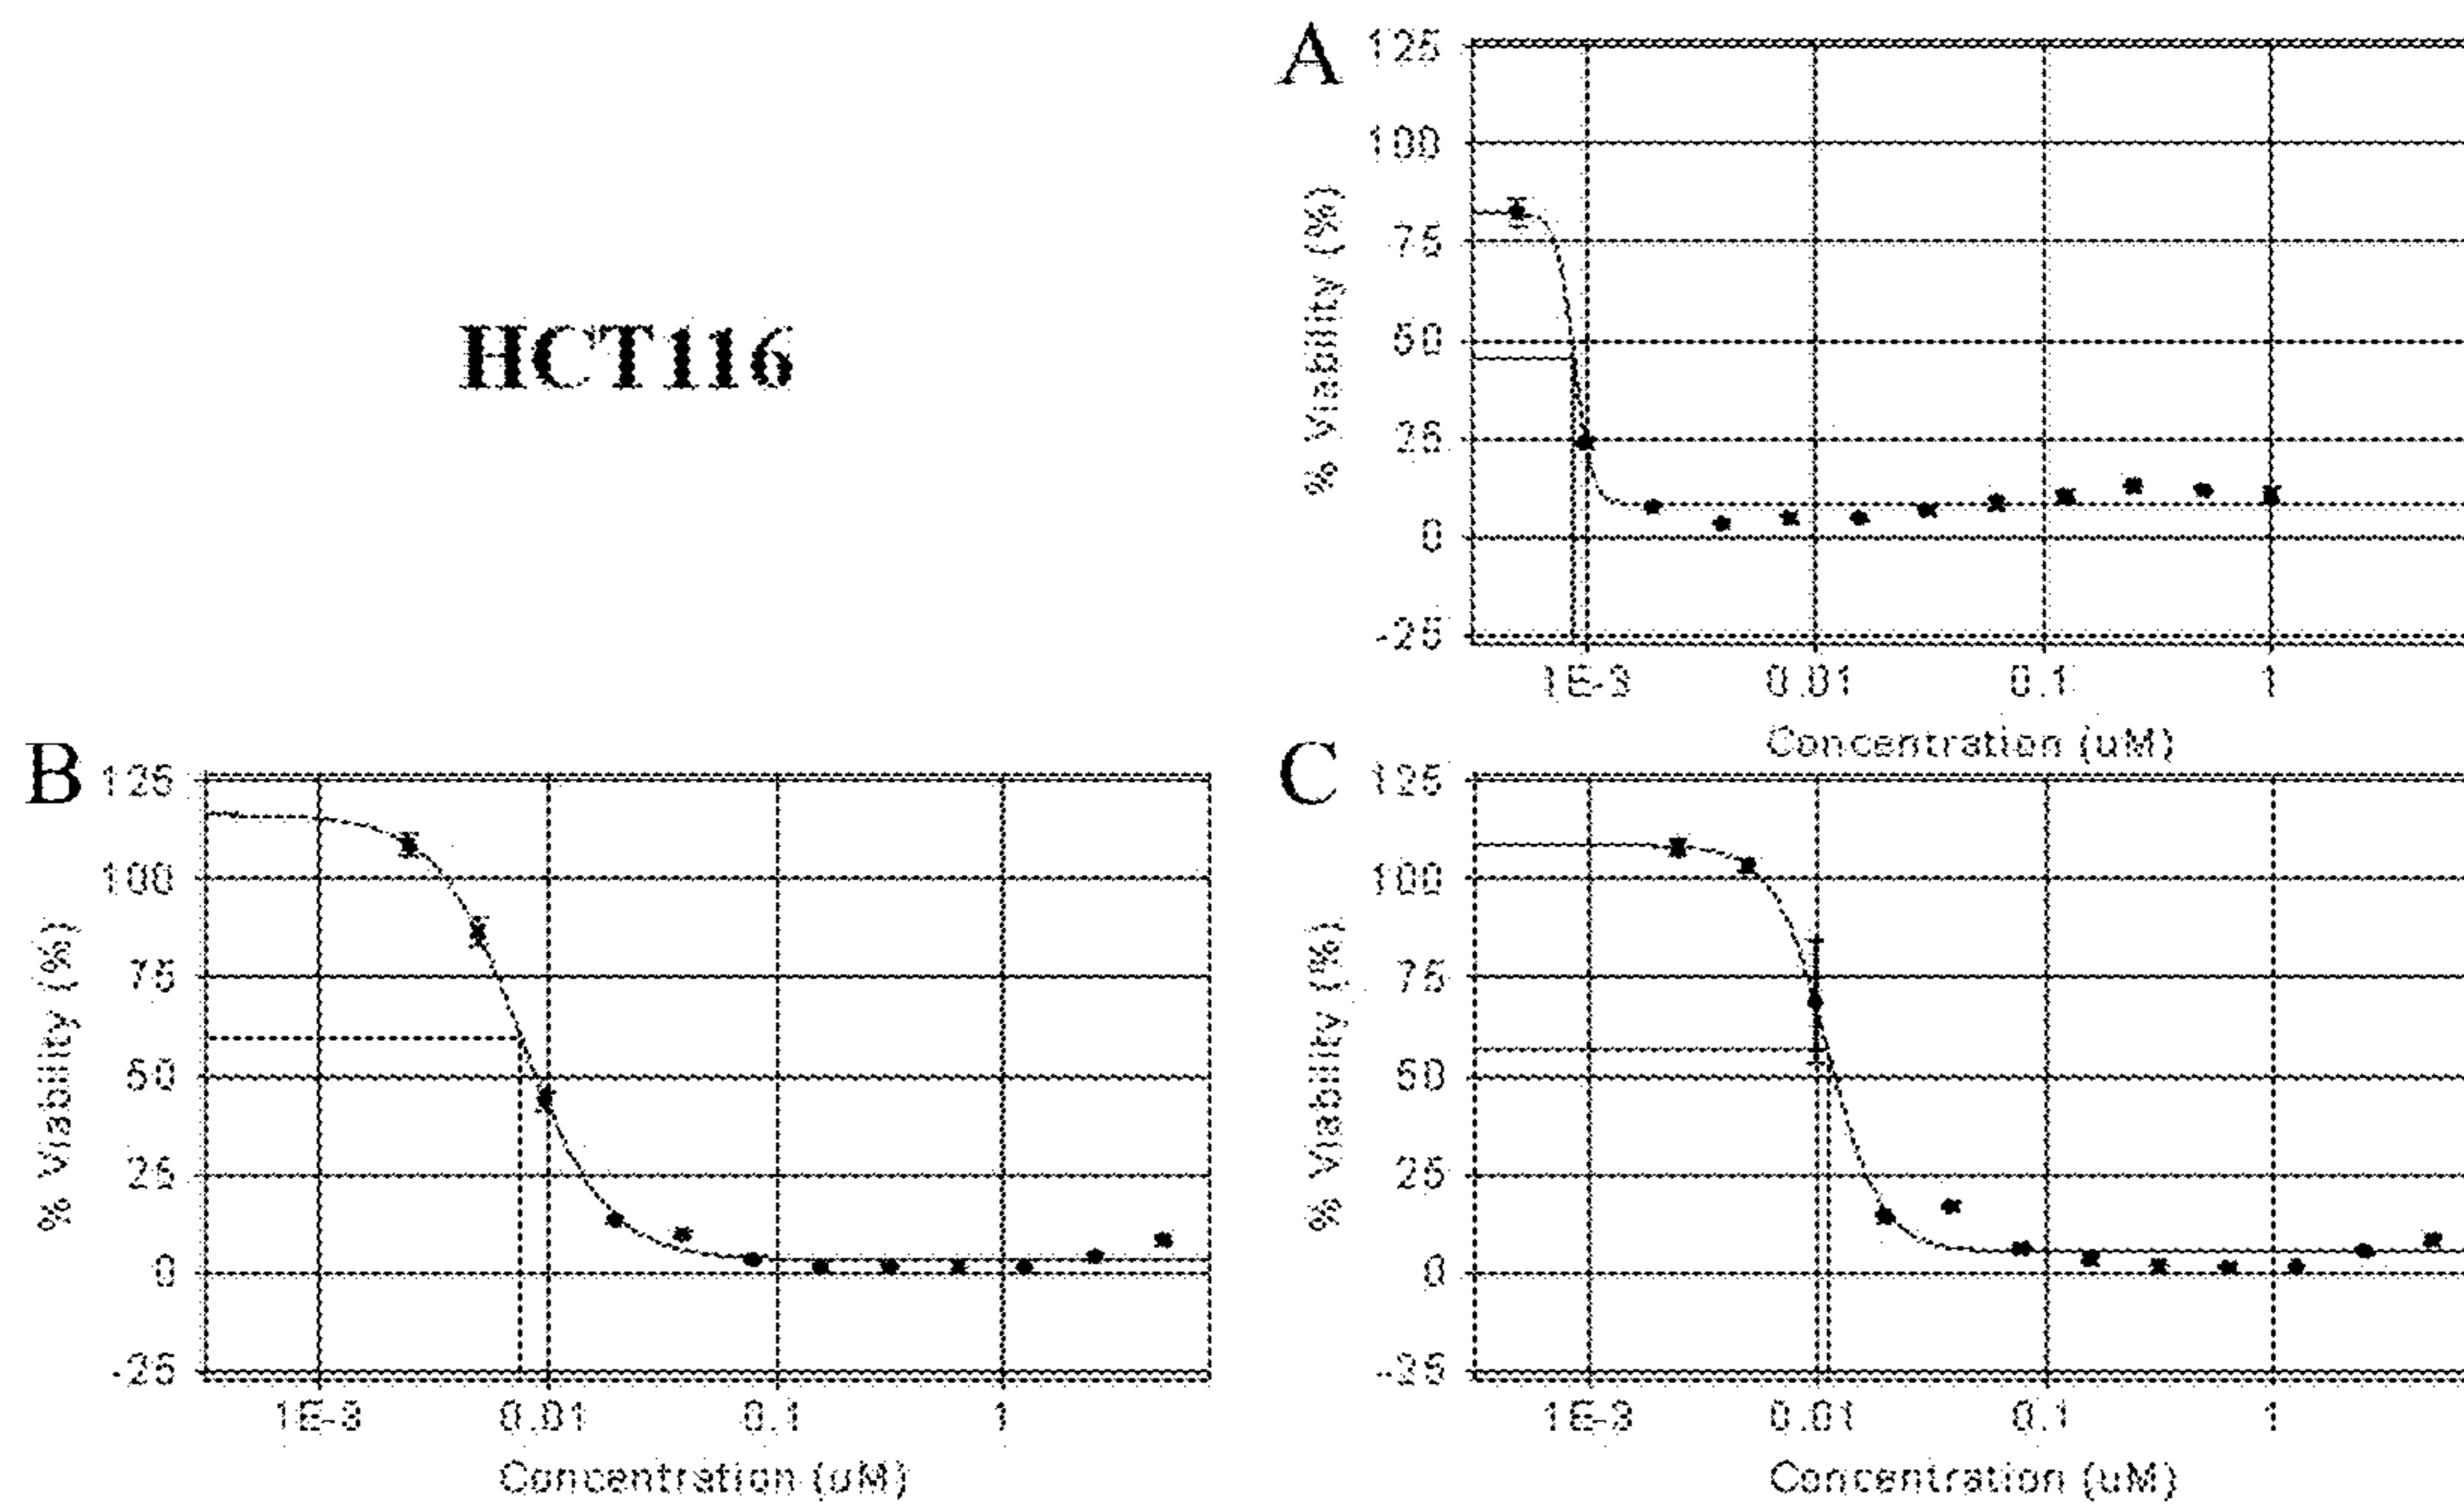 A
125
100
75
50
25
0
-25
% Viability (%)
1E-3 0.01 0.1 1
Concentration (uM)
HCT116
B
125
100
75
50
25
0
-25
% Viability (%)
1E-3 0.01 0.1 1
Concentration (uM)
C
125
100
75
50
25
0
-25
% Viability (%)
1E-3 0.01 0.1 1
Concentration (uM)